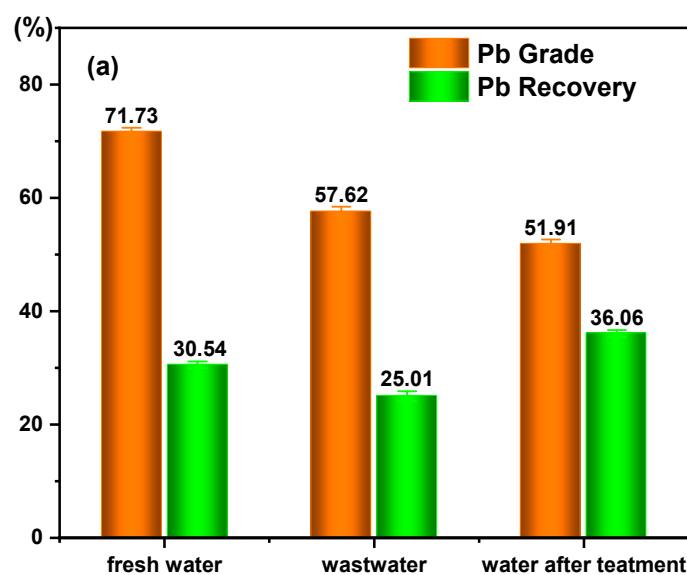 (%)
(a)
Pb Grade
Pb Recovery
80
60
40
20
0
71.73
30.54
57.62
25.01
51.91
36.06
fresh water
wastwater
water after teatment